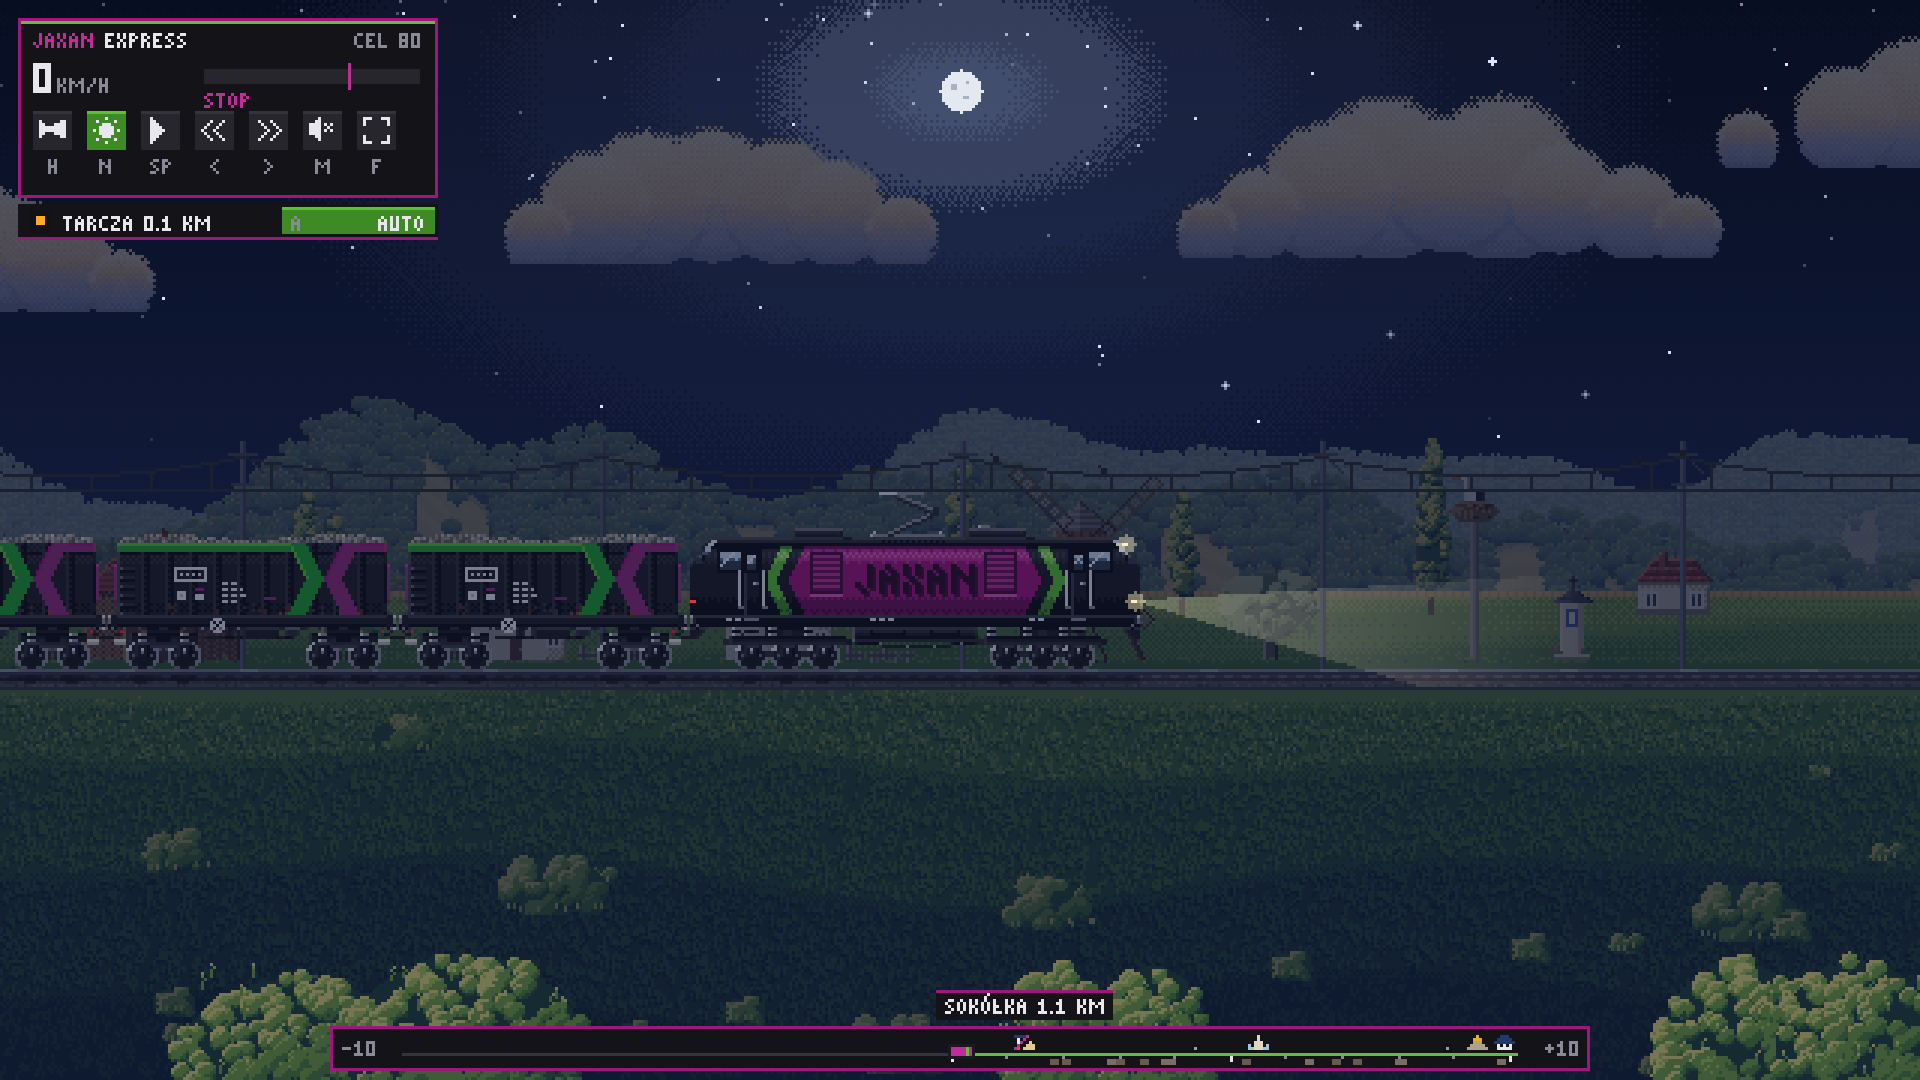 JAXAN EXPRESS CEL 80
0 KM/H
STOP
H N SP < > M F
TARCZA 0.1 KM A AUTO
JAXAN
SOKÓŁKA 1.1 KM
-10 +10